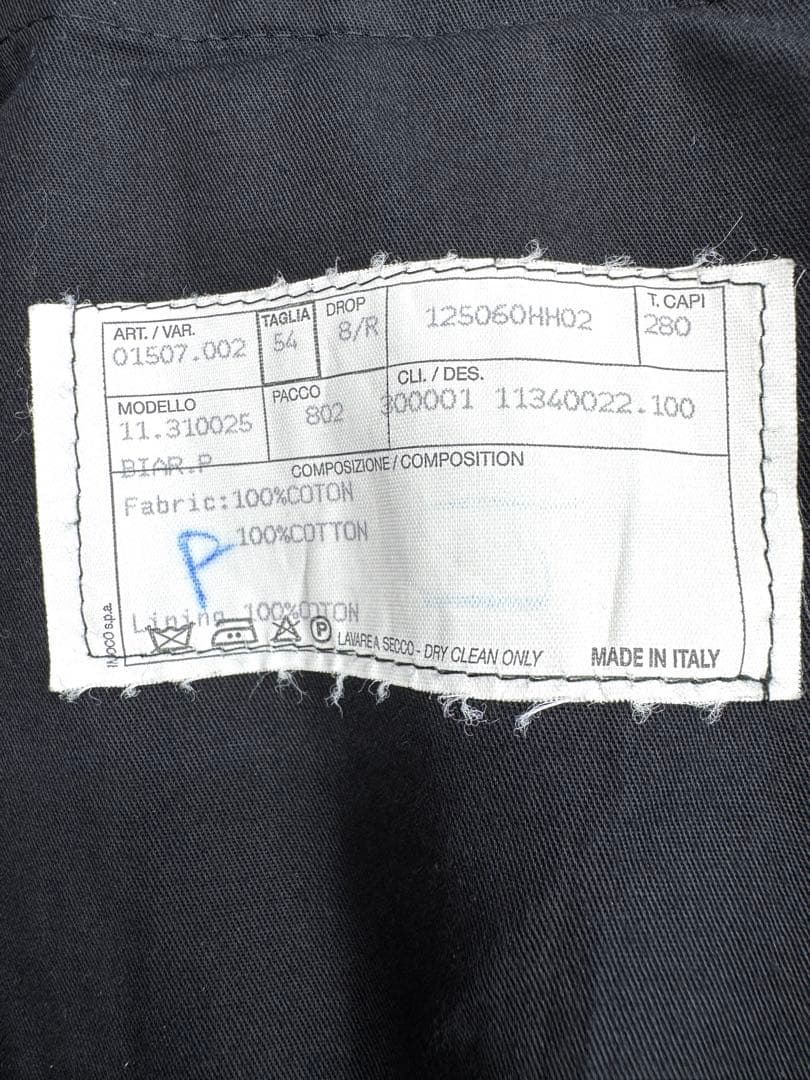 ART. / VAR.
01507.002
TAGLIA
54
DROP
8/R
125060HH02
T. CAPI
280
MODELLO
11.310025
PACCO
802
CLI. / DES.
300001 11340022.100
BIAR.P
COMPOSIZIONE / COMPOSITION
Fabric:100%COTON
100%COTTON
P
Lining 100%COTON
P
LAVARE A SECCO - DRY CLEAN ONLY
MADE IN ITALY
s.p.a.